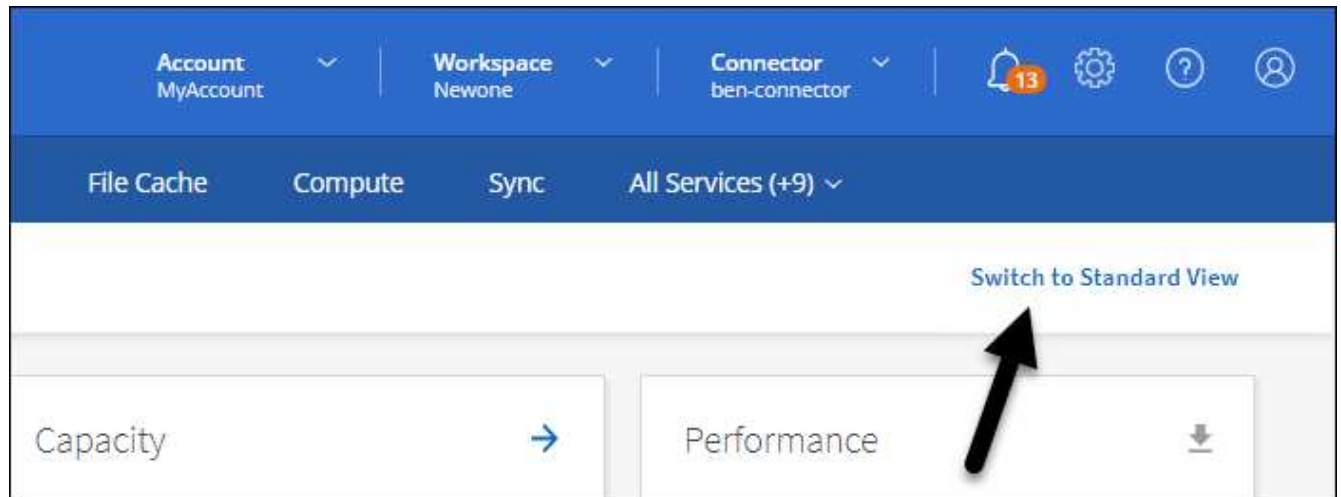 Account Workspace Connector
MyAccount Newone ben-connector 13
File Cache Compute Sync All Services (+9)
Switch to Standard View
Capacity Performance